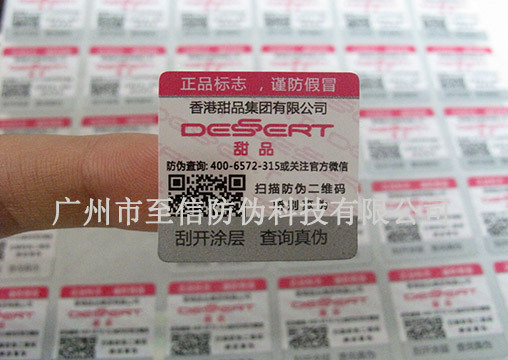 正品标志，谨防假冒
香港甜品集团有限公司
DESSERT
甜品
防伪查询:400-6572-315或关注官方微信
扫描防伪二维码
广州市至信防伪科技有限公司
刮开涂层 查询真伪